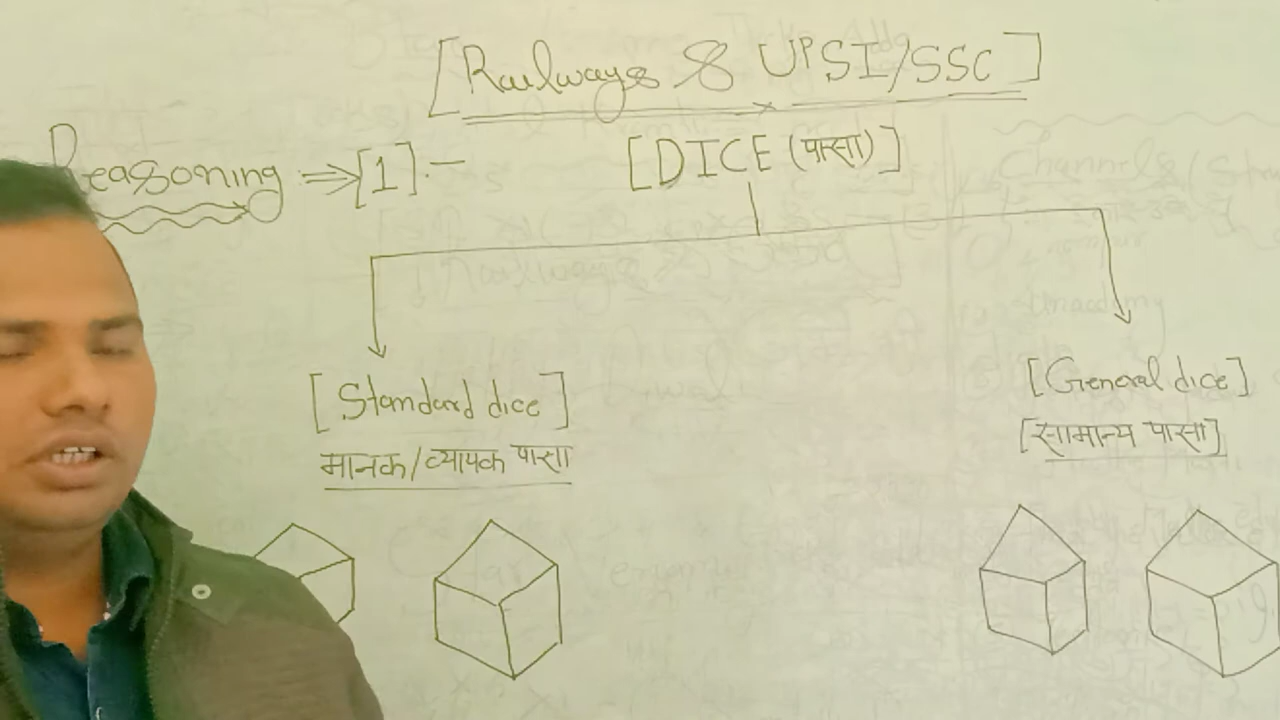 [Railways & UPSI/SSC]
Reasoning ⇒ [1].- [DICE (पासा)]
[Standard dice] [General dice]
मानक/व्यापक पासा [सामान्य पासा]